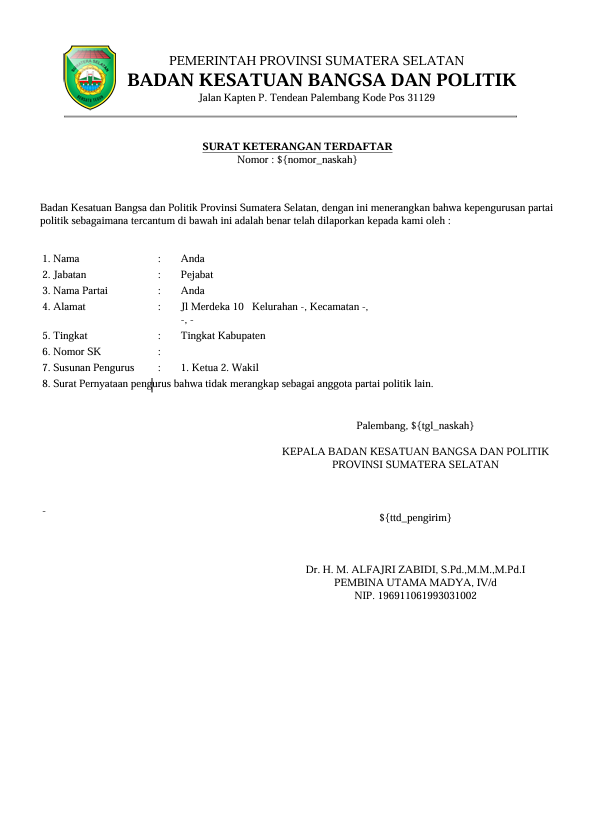 PEMERINTAH PROVINSI SUMATERA SELATAN
BADAN KESATUAN BANGSA DAN POLITIK
Jalan Kapten P. Tendean Palembang Kode Pos 31129
SURAT KETERANGAN TERDAFTAR
Nomor : ${nomor_naskah}
Badan Kesatuan Bangsa dan Politik Provinsi Sumatera Selatan, dengan ini menerangkan bahwa kepengurusan partai
politik sebagaimana tercantum di bawah ini adalah benar telah dilaporkan kepada kami oleh :
1. Nama : Anda
2. Jabatan : Pejabat
3. Nama Partai : Anda
4. Alamat : Jl Merdeka 10 Kelurahan -, Kecamatan -,
-, -
5. Tingkat : Tingkat Kabupaten
6. Nomor SK :
7. Susunan Pengurus : 1. Ketua 2. Wakil
8. Surat Pernyataan pengurus bahwa tidak merangkap sebagai anggota partai politik lain.
Palembang, ${tgl_naskah}
KEPALA BADAN KESATUAN BANGSA DAN POLITIK
PROVINSI SUMATERA SELATAN
-
${ttd_pengirim}
Dr. H. M. ALFAJRI ZABIDI, S.Pd.,M.M.,M.Pd.I
PEMBINA UTAMA MADYA, IV/d
NIP. 196911061993031002